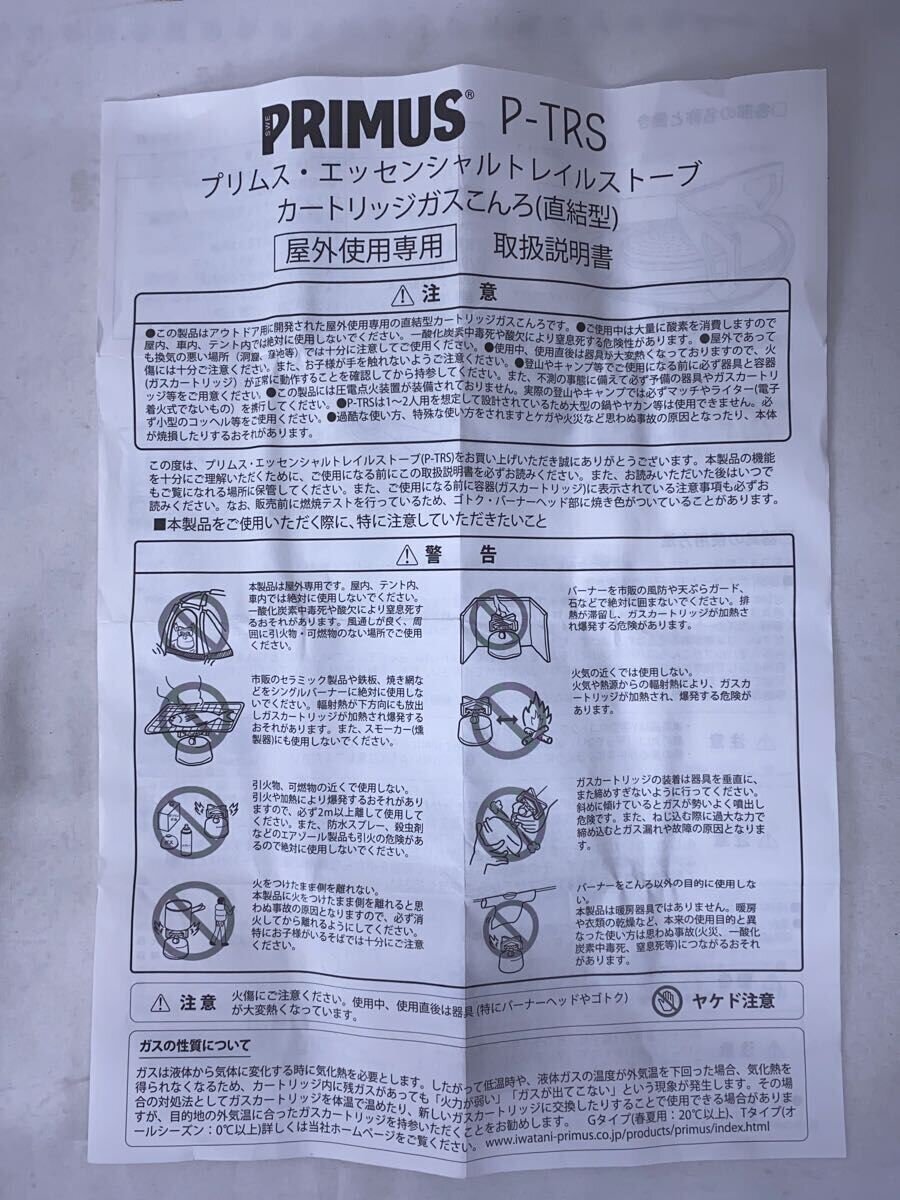 SWE PRIMUS® P-TRS
プリムス・エッセンシャルトレイルストーブ
カートリッジガスこんろ(直結型)
屋外使用専用 取扱説明書
⚠ 注 意
●この製品はアウトドア用に開発された屋外使用専用の直結型カートリッジガスこんろです。●ご使用中は大量に酸素を消費しますので
屋内、車内、テント内では絶対に使用しないでください。一酸化炭素中毒死や酸欠により窒息死する危険性があります。●屋外であって
も換気の悪い場所（洞窟、窪地等）では十分に注意してご使用ください。●使用中、使用直後は器具が大変熱くなっておりますので、火
傷には十分ご注意ください。また、お子様が手を触れないようご注意ください。●登山やキャンプ等でご使用になる前に必ず器具と容器
(ガスカートリッジ）が正常に動作することを確認してから持参してください。また、不測の事態に備えて必ず予備の器具やガスカートリ
ッジ等をご用意ください。●この製品には圧電点火装置が装備されておりません。実際の登山やキャンプでは必ずマッチやライター(電子
着火式でないもの）を携行してください。●P-TRSは1〜2人用を想定して設計されているため大型の鍋やヤカン等は使用できません。必
ず小型のコッヘル等をご使用ください。●過酷な使い方、特殊な使い方をされますとケガや火災など思わぬ事故の原因となったり、本体
が焼損したりするおそれがあります。
この度は、プリムス・エッセンシャルトレイルストーブ(P-TRS)をお買い上げいただき誠にありがとうございます。本製品の機能
を十分にご理解いただくために、ご使用になる前にこの取扱説明書を必ずお読みください。また、お読みいただいた後はいつで
もご覧になれる場所に保管してください。また、ご使用になる前に容器(ガスカートリッジ)に表示されている注意事項も必ずお
読みください。なお、販売前に燃焼テストを行っているため、ゴトク・バーナーヘッド部に焼き色がついていることがあります。
■本製品をご使用いただく際に、特に注意していただきたいこと
⚠ 警 告
本製品は屋外専用です。屋内、テント内、
車内では絶対に使用しないでください。
一酸化炭素中毒死や酸欠により窒息死す
るおそれがあります。風通しが良く、周
囲に引火物・可燃物のない場所でご使用
ください。
市販のセラミック製品や鉄板、焼き網な
どをシングルバーナーに絶対に使用しな
いでください。輻射熱が下方向にも放出
しガスカートリッジが加熱され爆発する
おそれがあります。また、スモーカー(燻
製器)にも使用しないでください。
引火物、可燃物の近くで使用しない。
引火や加熱により爆発するおそれがあり
ますので、必ず2m以上離して使用して
ください。また、防水スプレー、殺虫剤
などのエアゾール製品も引火の危険があ
るので絶対に使用しないでください。
火をつけたまま側を離れない。
本製品に火をつけたまま側を離れると思
わぬ事故の原因となりますので、必ず消
火してから離れるようにしてください。
特にお子様がいるそばでは十分にご注意
ください。
バーナーを市販の風防や天ぷらガード、
石などで絶対に囲まないでください。排
熱が滞留し、ガスカートリッジが加熱さ
れ爆発する危険があります。
火気の近くでは使用しない。
火気や熱源からの輻射熱により、ガスカ
ートリッジが加熱され、爆発する危険が
あります。
ガスカートリッジの装着は器具を垂直に、
また締めすぎないように行ってください。
斜めに傾けているとガスが勢いよく噴出し
危険です。また、ねじ込む際に過大な力で
締め込むとガス漏れや故障の原因となりま
す。
バーナーをこんろ以外の目的に使用しな
い。
本製品は暖房器具ではありません。暖房
や衣類の乾燥など、本来の使用目的と異
なった使い方は思わぬ事故(火災、一酸化
炭素中毒死、窒息死等)につながるおそれ
があります。
⚠ 注意 火傷にご注意ください。使用中、使用直後は器具(特にバーナーヘッドやゴトク)
が大変熱くなっています。
ヤケド注意
ガスの性質について
ガスは液体から気体に変化する時に気化熱を必要とします。したがって低温時や、液体ガスの温度が外気温を下回った場合、気化熱を
得られなくなるため、カートリッジ内に残ガスがあっても「火力が弱い」「ガスが出てこない」という現象が発生します。その場
合の対処法としてガスカートリッジを体温で温めたり、新しいガスカートリッジに交換したりすることで使用できる場合がありま
すが、目的地の外気温に合ったガスカートリッジを持参いただくことをお勧めします。 Gタイプ(春夏用：20℃以上)、Tタイプ(オ
ールシーズン：0℃以上)詳しくは当社ホームページをご覧ください。www.iwatani-primus.co.jp/products/primus/index.html